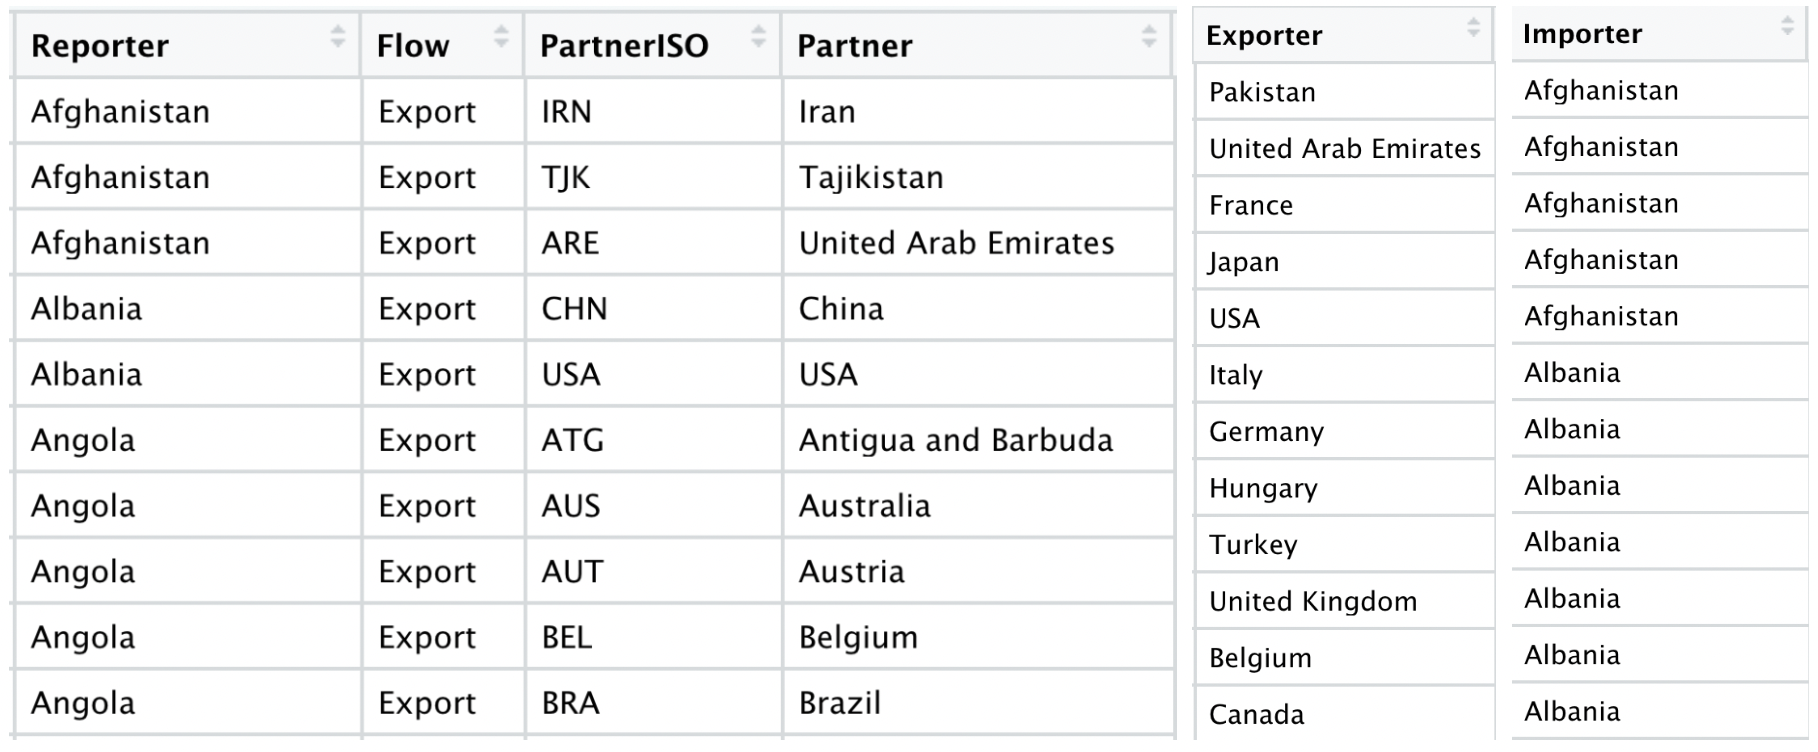 Reporter Flow PartnerISO Partner
Afghanistan Export IRN Iran
Afghanistan Export TJK Tajikistan
Afghanistan Export ARE United Arab Emirates
Albania Export CHN China
Albania Export USA USA
Angola Export ATG Antigua and Barbuda
Angola Export AUS Australia
Angola Export AUT Austria
Angola Export BEL Belgium
Angola Export BRA Brazil
Exporter Importer
Pakistan Afghanistan
United Arab Emirates Afghanistan
France Afghanistan
Japan Afghanistan
USA Afghanistan
Italy Albania
Germany Albania
Hungary Albania
Turkey Albania
United Kingdom Albania
Belgium Albania
Canada Albania